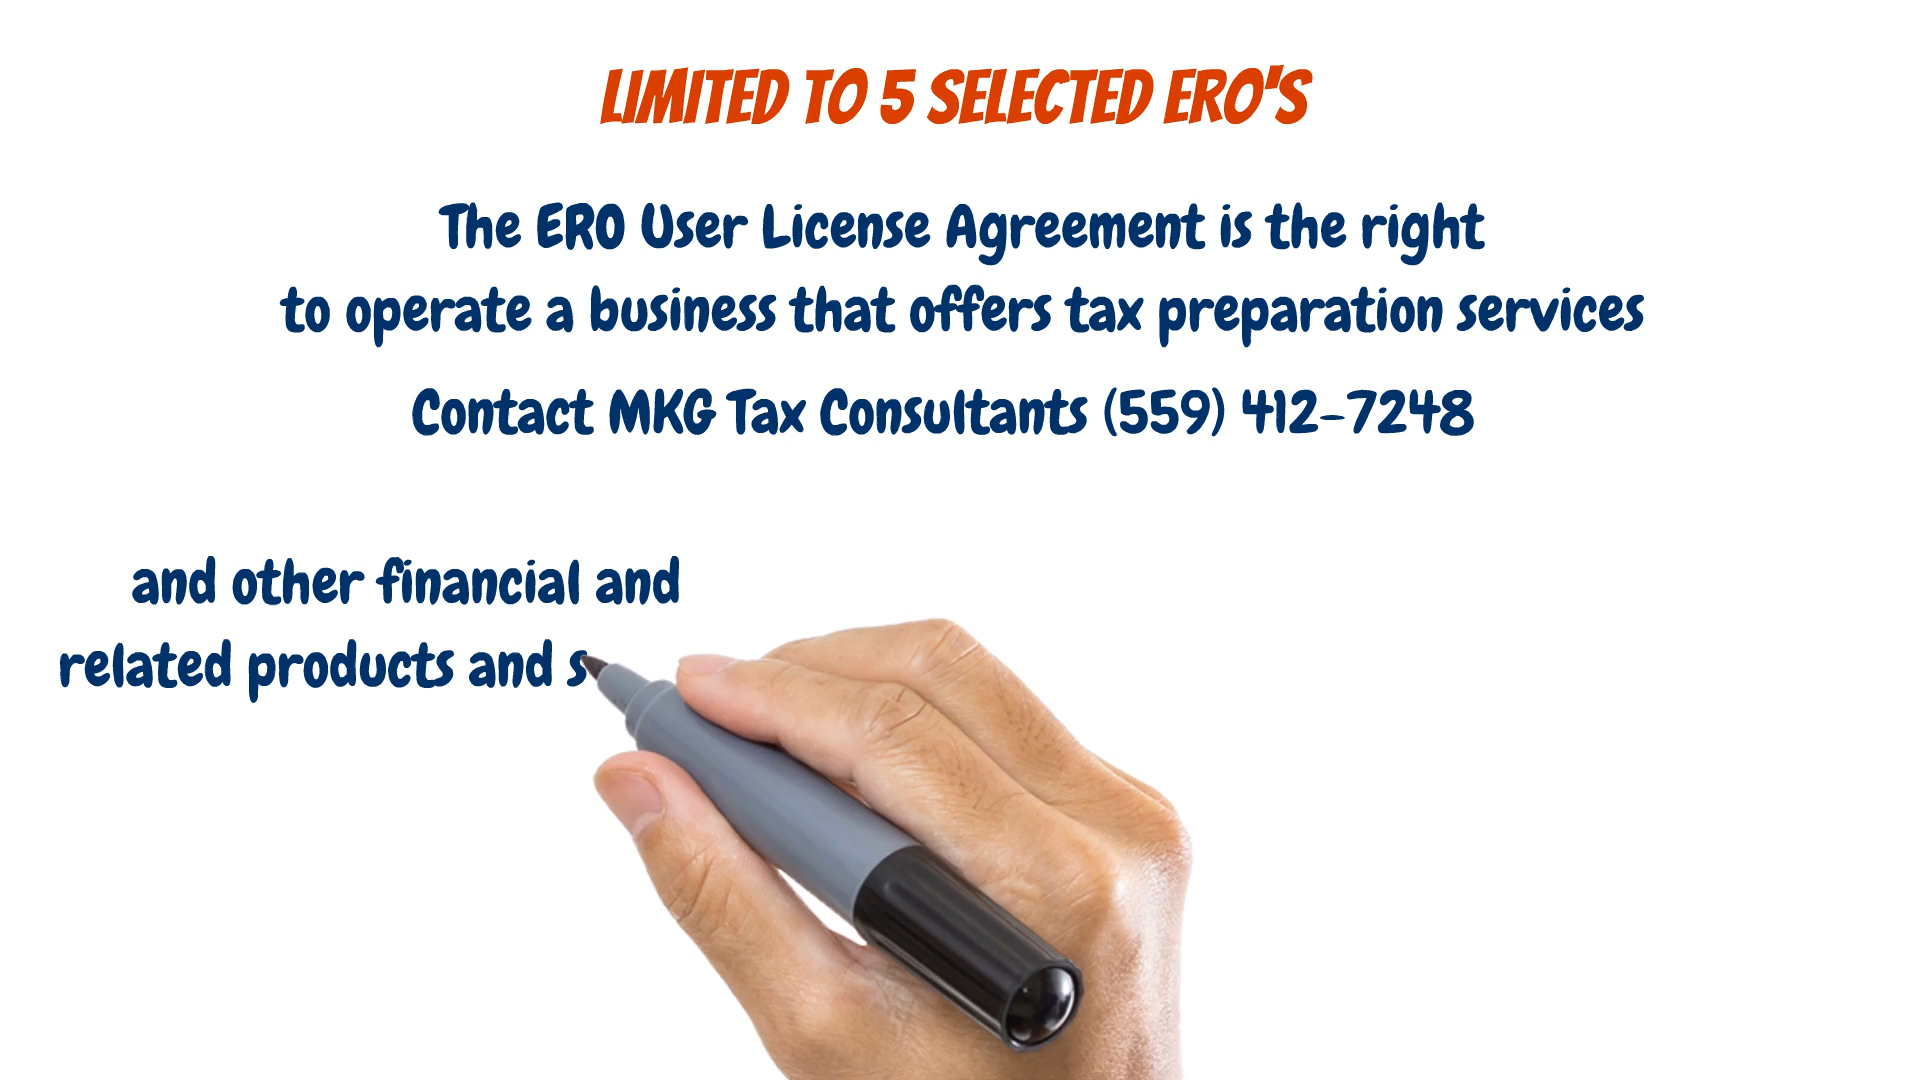 LIMITED TO 5 SELECTED ERO'S
The ERO User License Agreement is the right
to operate a business that offers tax preparation services
Contact MKG Tax Consultants (559) 412-7248
and other financial and
related products and s